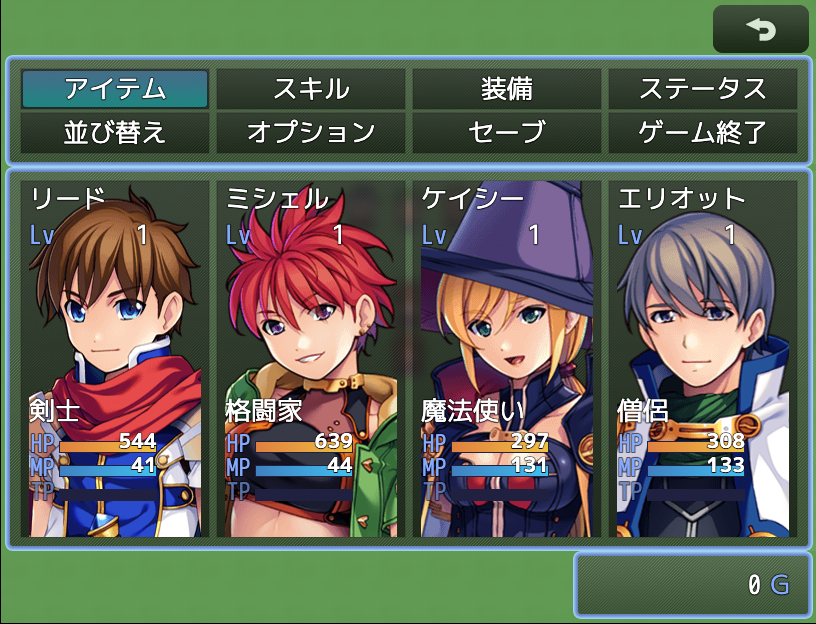 アイテム スキル 装備 ステータス
並び替え オプション セーブ ゲーム終了
リード ミシェル ケイシー エリオット
Lv 1 Lv 1 Lv 1 Lv 1
剣士 格闘家 魔法使い 僧侶
HP 544 HP 639 HP 297 HP 308
MP 41 MP 44 MP 131 MP 133
TP TP TP TP
0 G